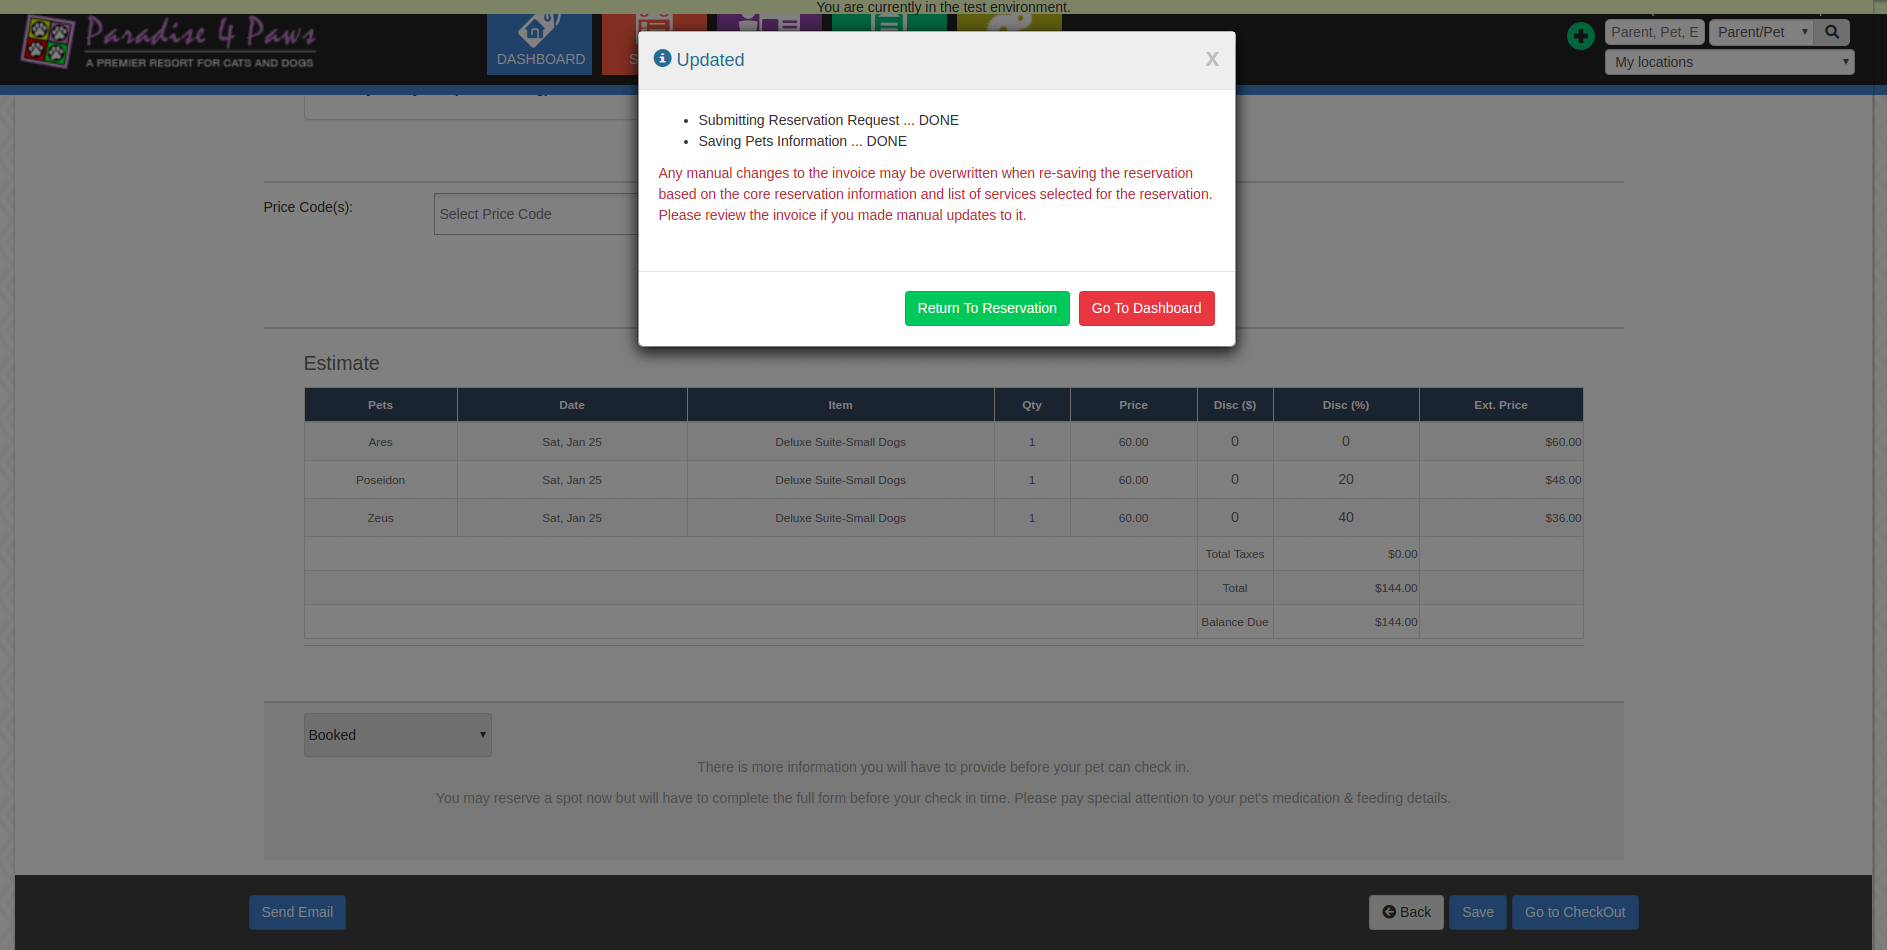 You are currently in the test environment.
Paradise 4 Paws
A PREMIER RESORT FOR CATS AND DOGS
DASHBOARD
S
Parent, Pet, E
Parent/Pet
My locations
Updated
X
Submitting Reservation Request ... DONE
Saving Pets Information ... DONE
Any manual changes to the invoice may be overwritten when re-saving the reservation
based on the core reservation information and list of services selected for the reservation.
Please review the invoice if you made manual updates to it.
Return To Reservation Go To Dashboard
Price Code(s):
Select Price Code
Estimate
Pets Date Item Qty Price Disc ($) Disc (%) Ext. Price
Ares Sat, Jan 25 Deluxe Suite-Small Dogs 1 60.00 0 0 $60.00
Poseidon Sat, Jan 25 Deluxe Suite-Small Dogs 1 60.00 0 20 $48.00
Zeus Sat, Jan 25 Deluxe Suite-Small Dogs 1 60.00 0 40 $36.00
Total Taxes $0.00
Total $144.00
Balance Due $144.00
Booked
There is more information you will have to provide before your pet can check in.
You may reserve a spot now but will have to complete the full form before your check in time. Please pay special attention to your pet's medication & feeding details.
Send Email
Back Save Go to CheckOut